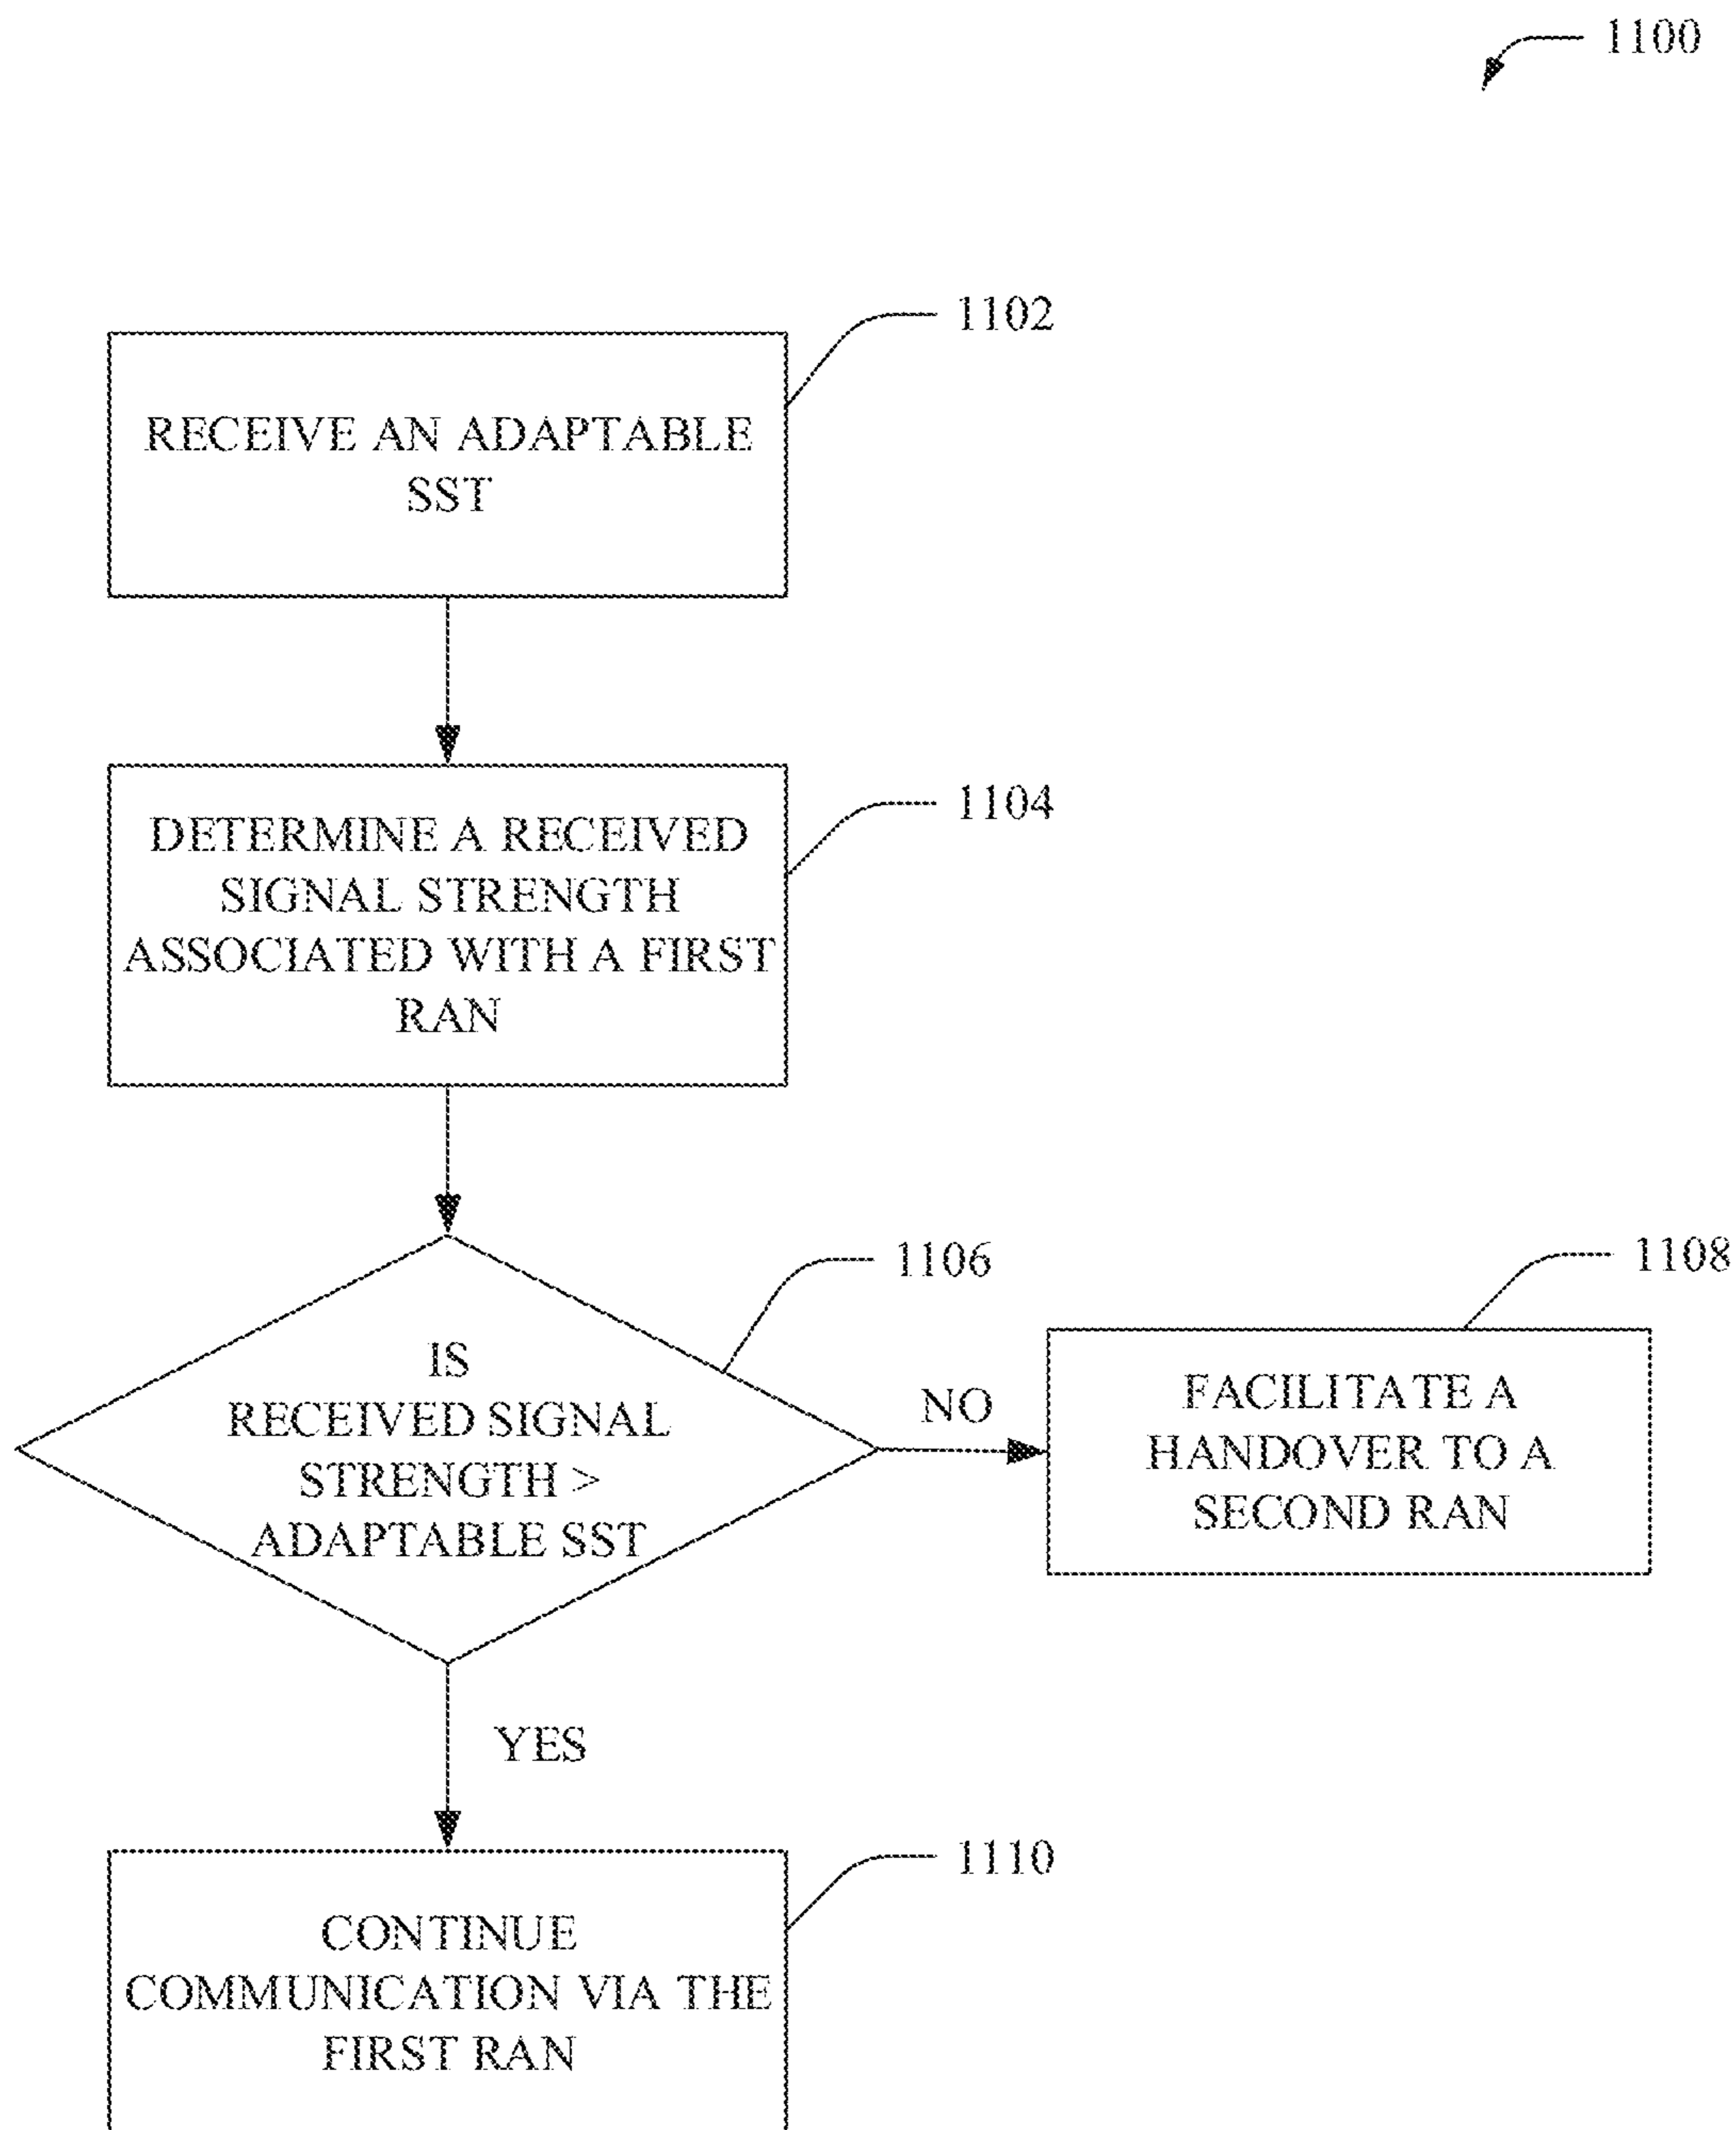 1100
1102
RECEIVE AN ADAPTABLE
SST
1104
DETERMINE A RECEIVED
SIGNAL STRENGTH
ASSOCIATED WITH A FIRST
RAN
1106
IS
RECEIVED SIGNAL
STRENGTH >
ADAPTABLE SST
NO
1108
FACILITATE A
HANDOVER TO A
SECOND RAN
YES
1110
CONTINUE
COMMUNICATION VIA THE
FIRST RAN